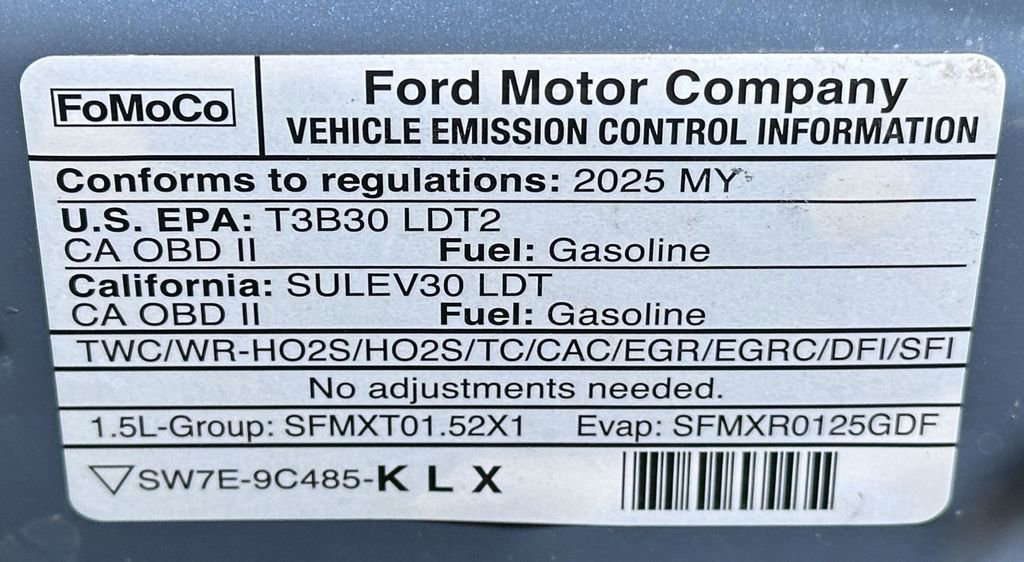 FoMoCo
Ford Motor Company
VEHICLE EMISSION CONTROL INFORMATION
Conforms to regulations: 2025 MY
U.S. EPA: T3B30 LDT2
CA OBD II Fuel: Gasoline
California: SULEV30 LDT
CA OBD II Fuel: Gasoline
TWC/WR-HO2S/HO2S/TC/CAC/EGR/EGRC/DFI/SFI
No adjustments needed.
1.5L-Group: SFMXT01.52X1 Evap: SFMXR0125GDF
SW7E-9C485-K L X